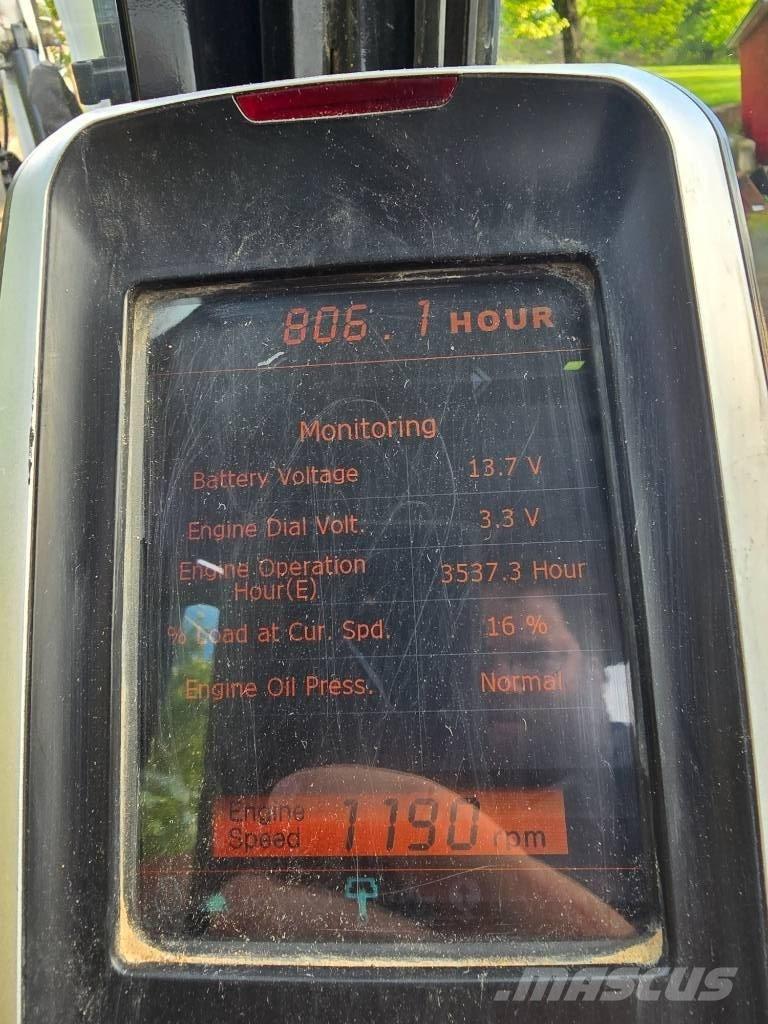 806.1 HOUR
Monitoring
Battery Voltage 13.7 V
Engine Dial Volt. 3.3 V
Engine Operation
Hour(E) 3537.3 Hour
% Load at Cur. Spd. 16 %
Engine Oil Press. Normal
Engine
Speed 1190 rpm
MASCUS